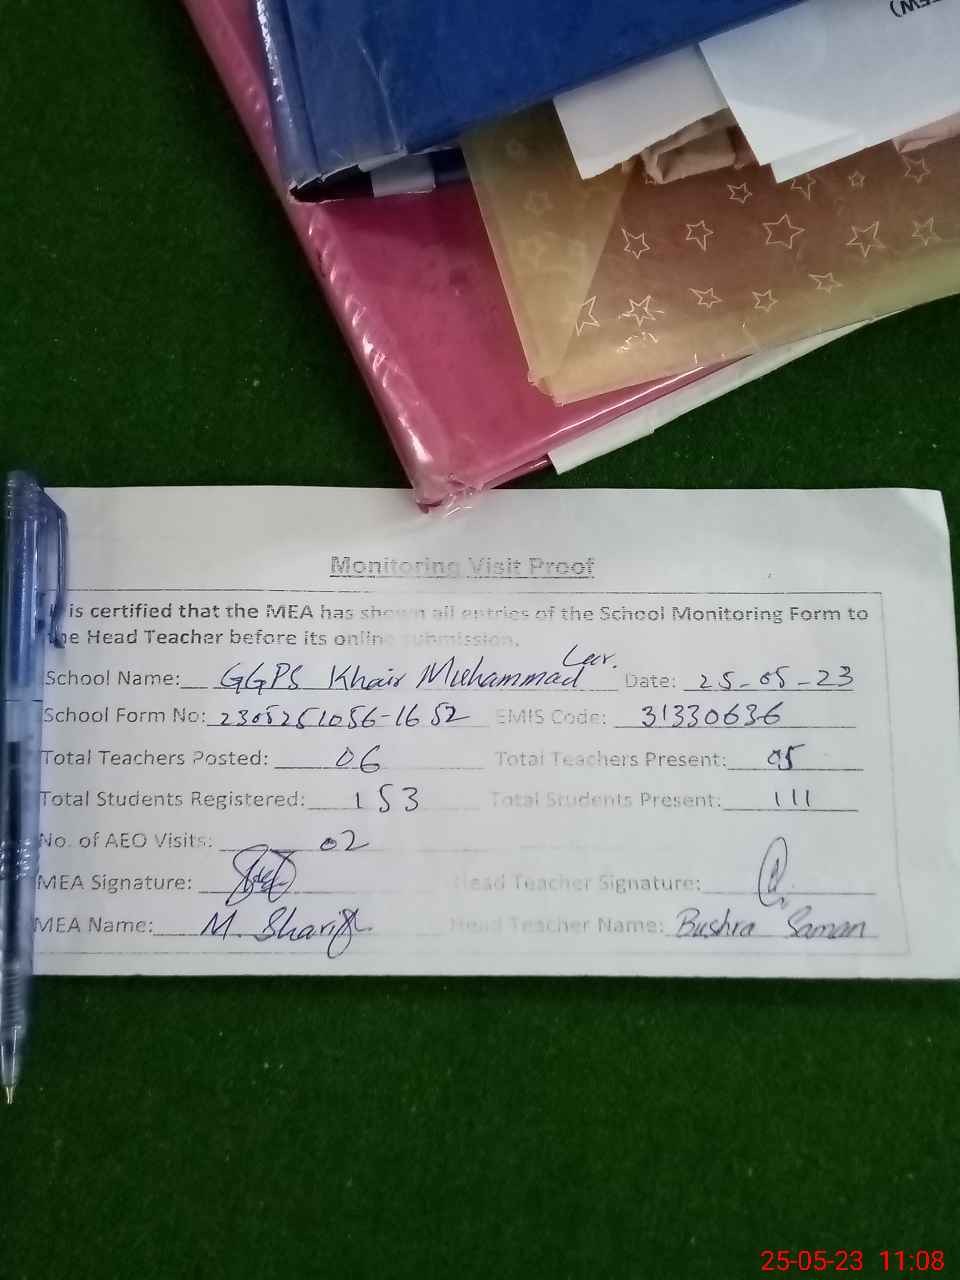 TEW)
Monitoring Visit Proof
is certified that the MEA has shown all entries of the School Monitoring Form to
the Head Teacher before its online submission.
School Name: GGPS Khair Muhammad Lar. Date: 25-05-23
School Form No: 2305251056-1652 EMIS Code: 31330636
Total Teachers Posted: 06 Total Teachers Present: 05
Total Students Registered: 153 Total Students Present: 111
No. of AEO Visits: 02
MEA Signature: Head Teacher Signature:
MEA Name: M. Sharif Head Teacher Name: Bushra Saman
25-05-23 11:08